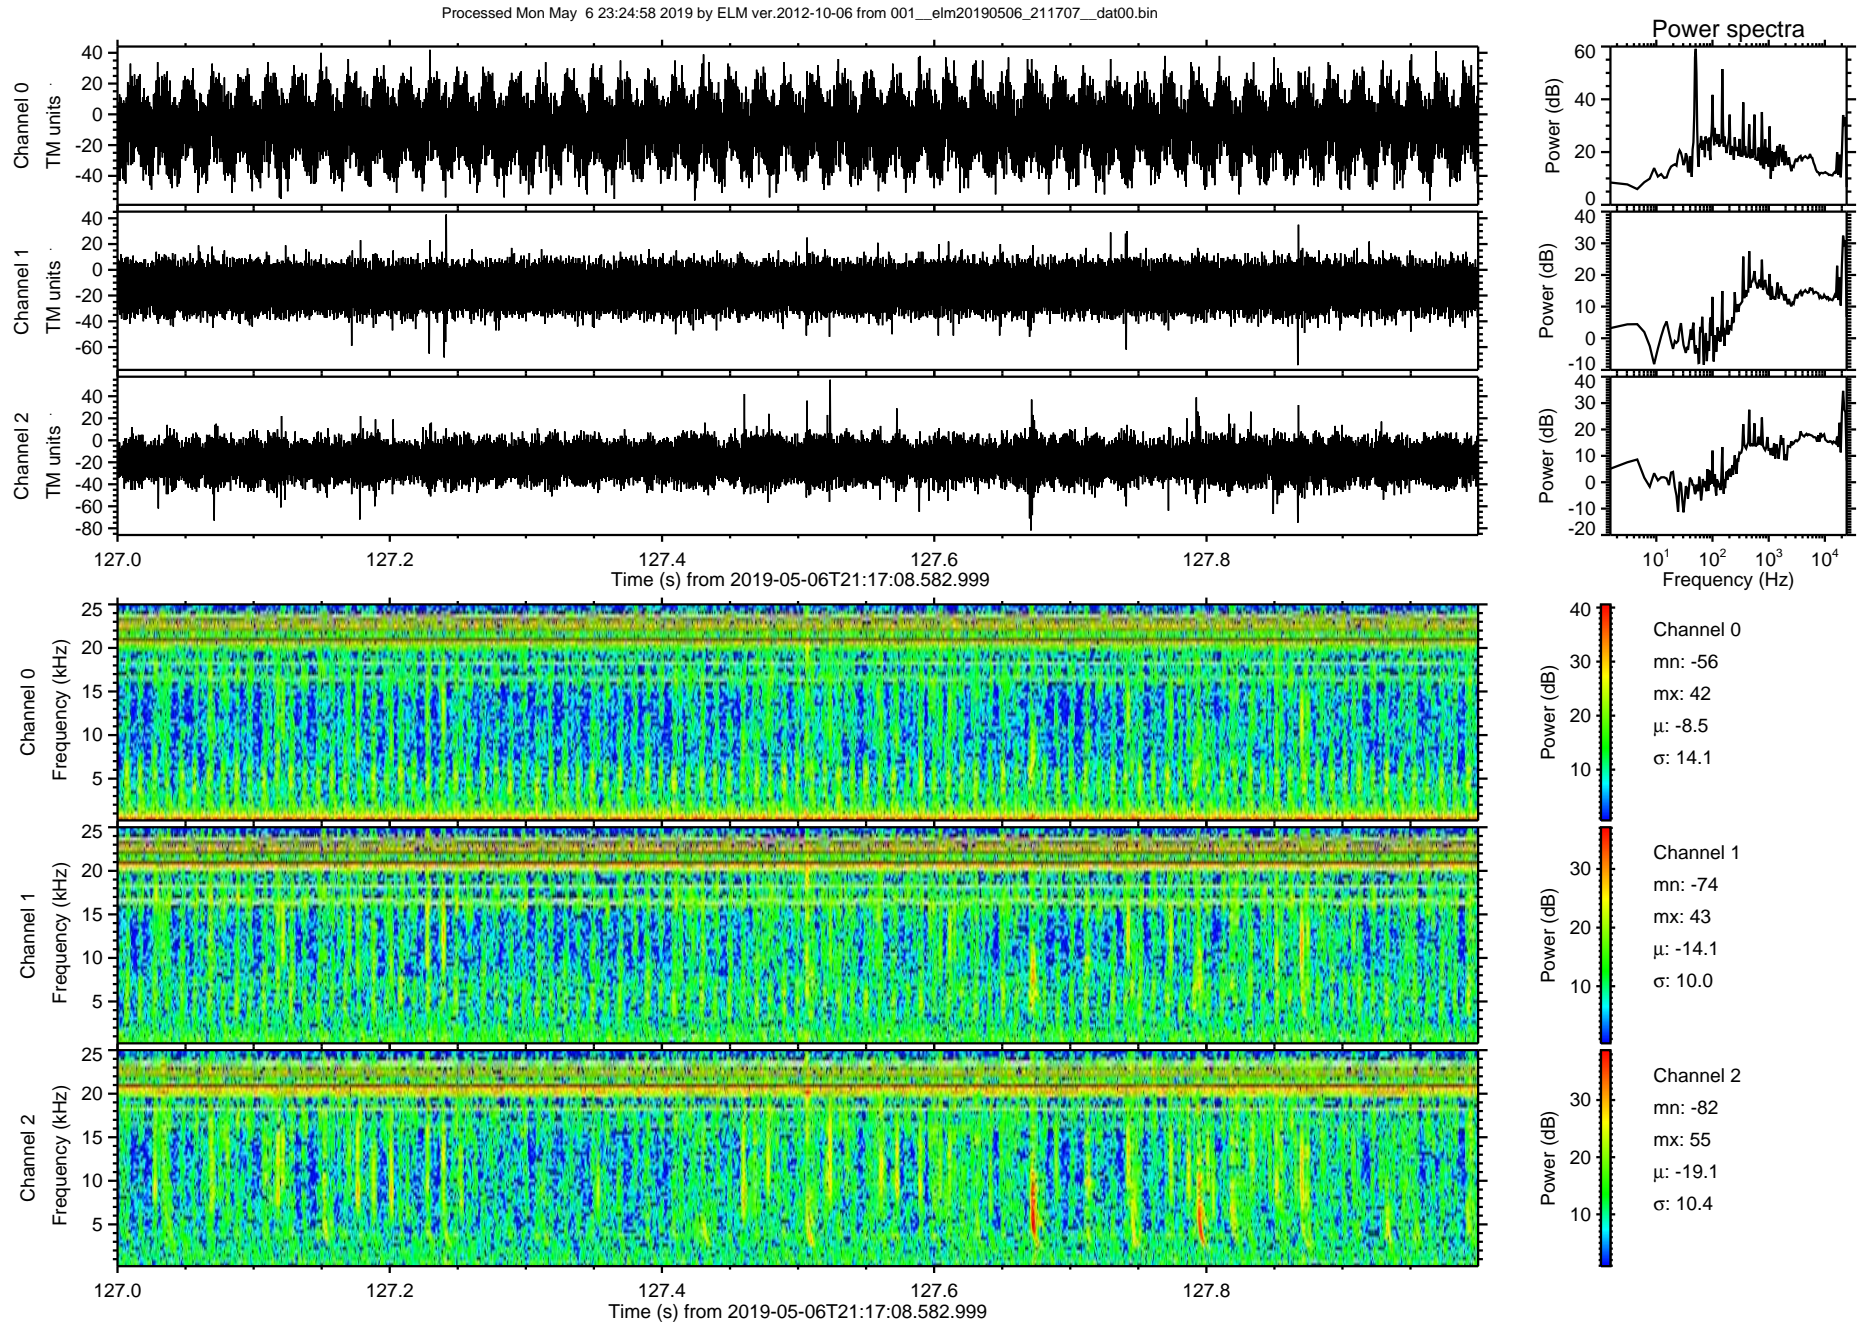 Processed Mon May  6 23:24:58 2019 by ELM ver.2012-10-06 from 001__elm20190506_211707__dat00.bin
Power spectra
Channel 0
TM units
40
20
0
-20
-40
Power (dB)
60
40
20
0
Channel 1
TM units
40
20
0
-20
-40
-60
Power (dB)
40
30
20
10
0
-10
Channel 2
TM units
40
20
0
-20
-40
-60
-80
Power (dB)
40
30
20
10
0
-10
-20
127.0 127.2 127.4 127.6 127.8
Time (s) from 2019-05-06T21:17:08.582.999
10^1 10^2 10^3 10^4
Frequency (Hz)
Channel 0
Frequency (kHz)
25
20
15
10
5
Power (dB)
40
30
20
10
Channel 0
mn: -56
mx: 42
μ: -8.5
σ: 14.1
Channel 1
Frequency (kHz)
25
20
15
10
5
Power (dB)
30
20
10
Channel 1
mn: -74
mx: 43
μ: -14.1
σ: 10.0
Channel 2
Frequency (kHz)
25
20
15
10
5
Power (dB)
30
20
10
Channel 2
mn: -82
mx: 55
μ: -19.1
σ: 10.4
127.0 127.2 127.4 127.6 127.8
Time (s) from 2019-05-06T21:17:08.582.999